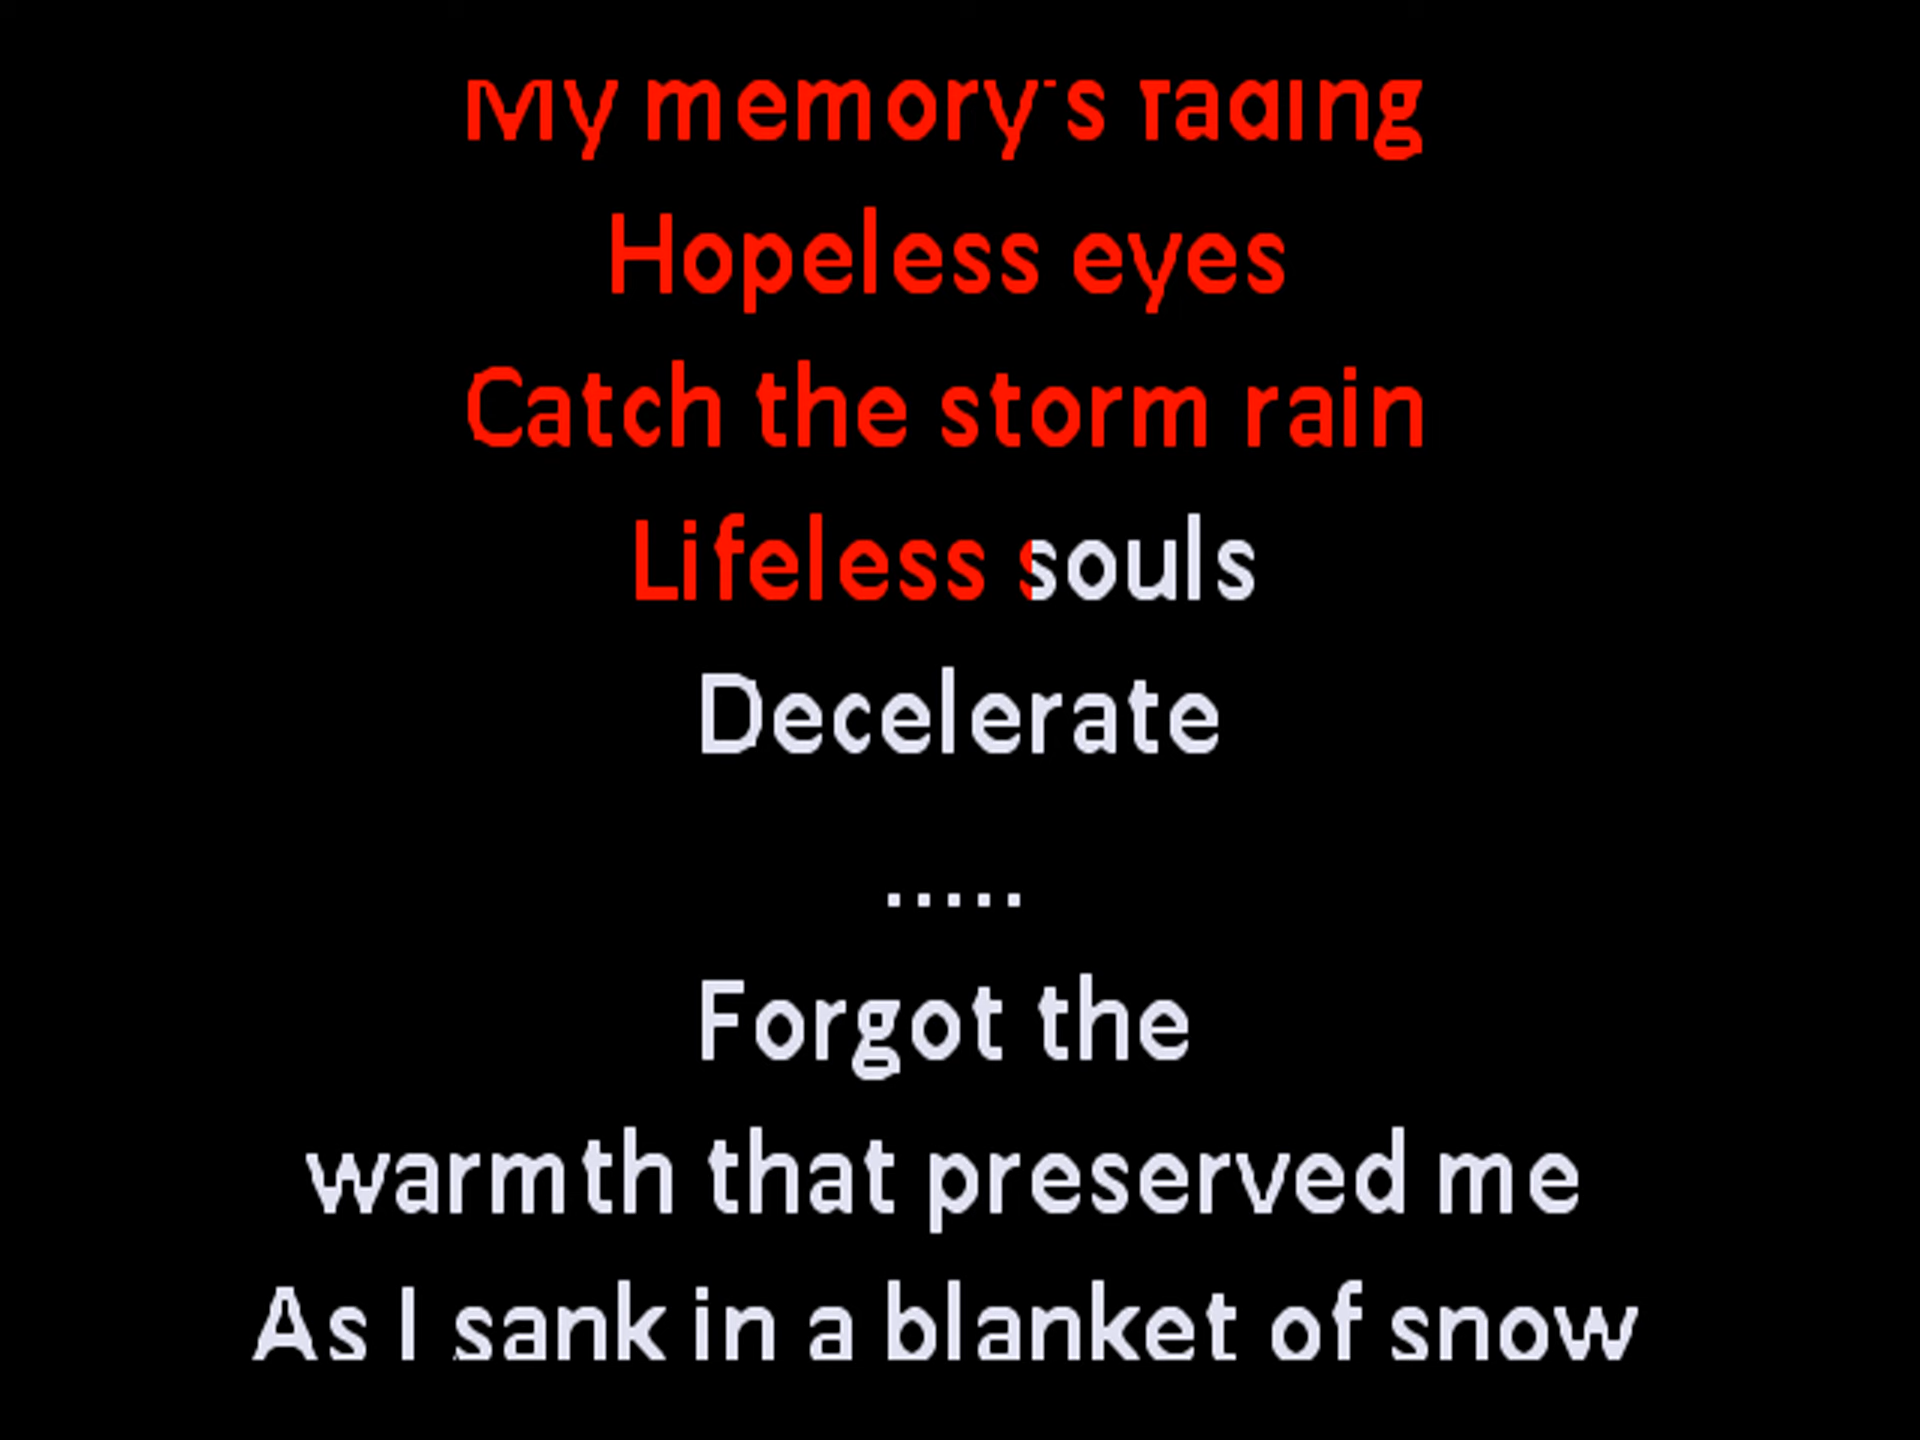 My memory's fading
Hopeless eyes
Catch the storm rain
Lifeless souls
Decelerate
.....
Forgot the
warmth that preserved me
As I sank in a blanket of snow